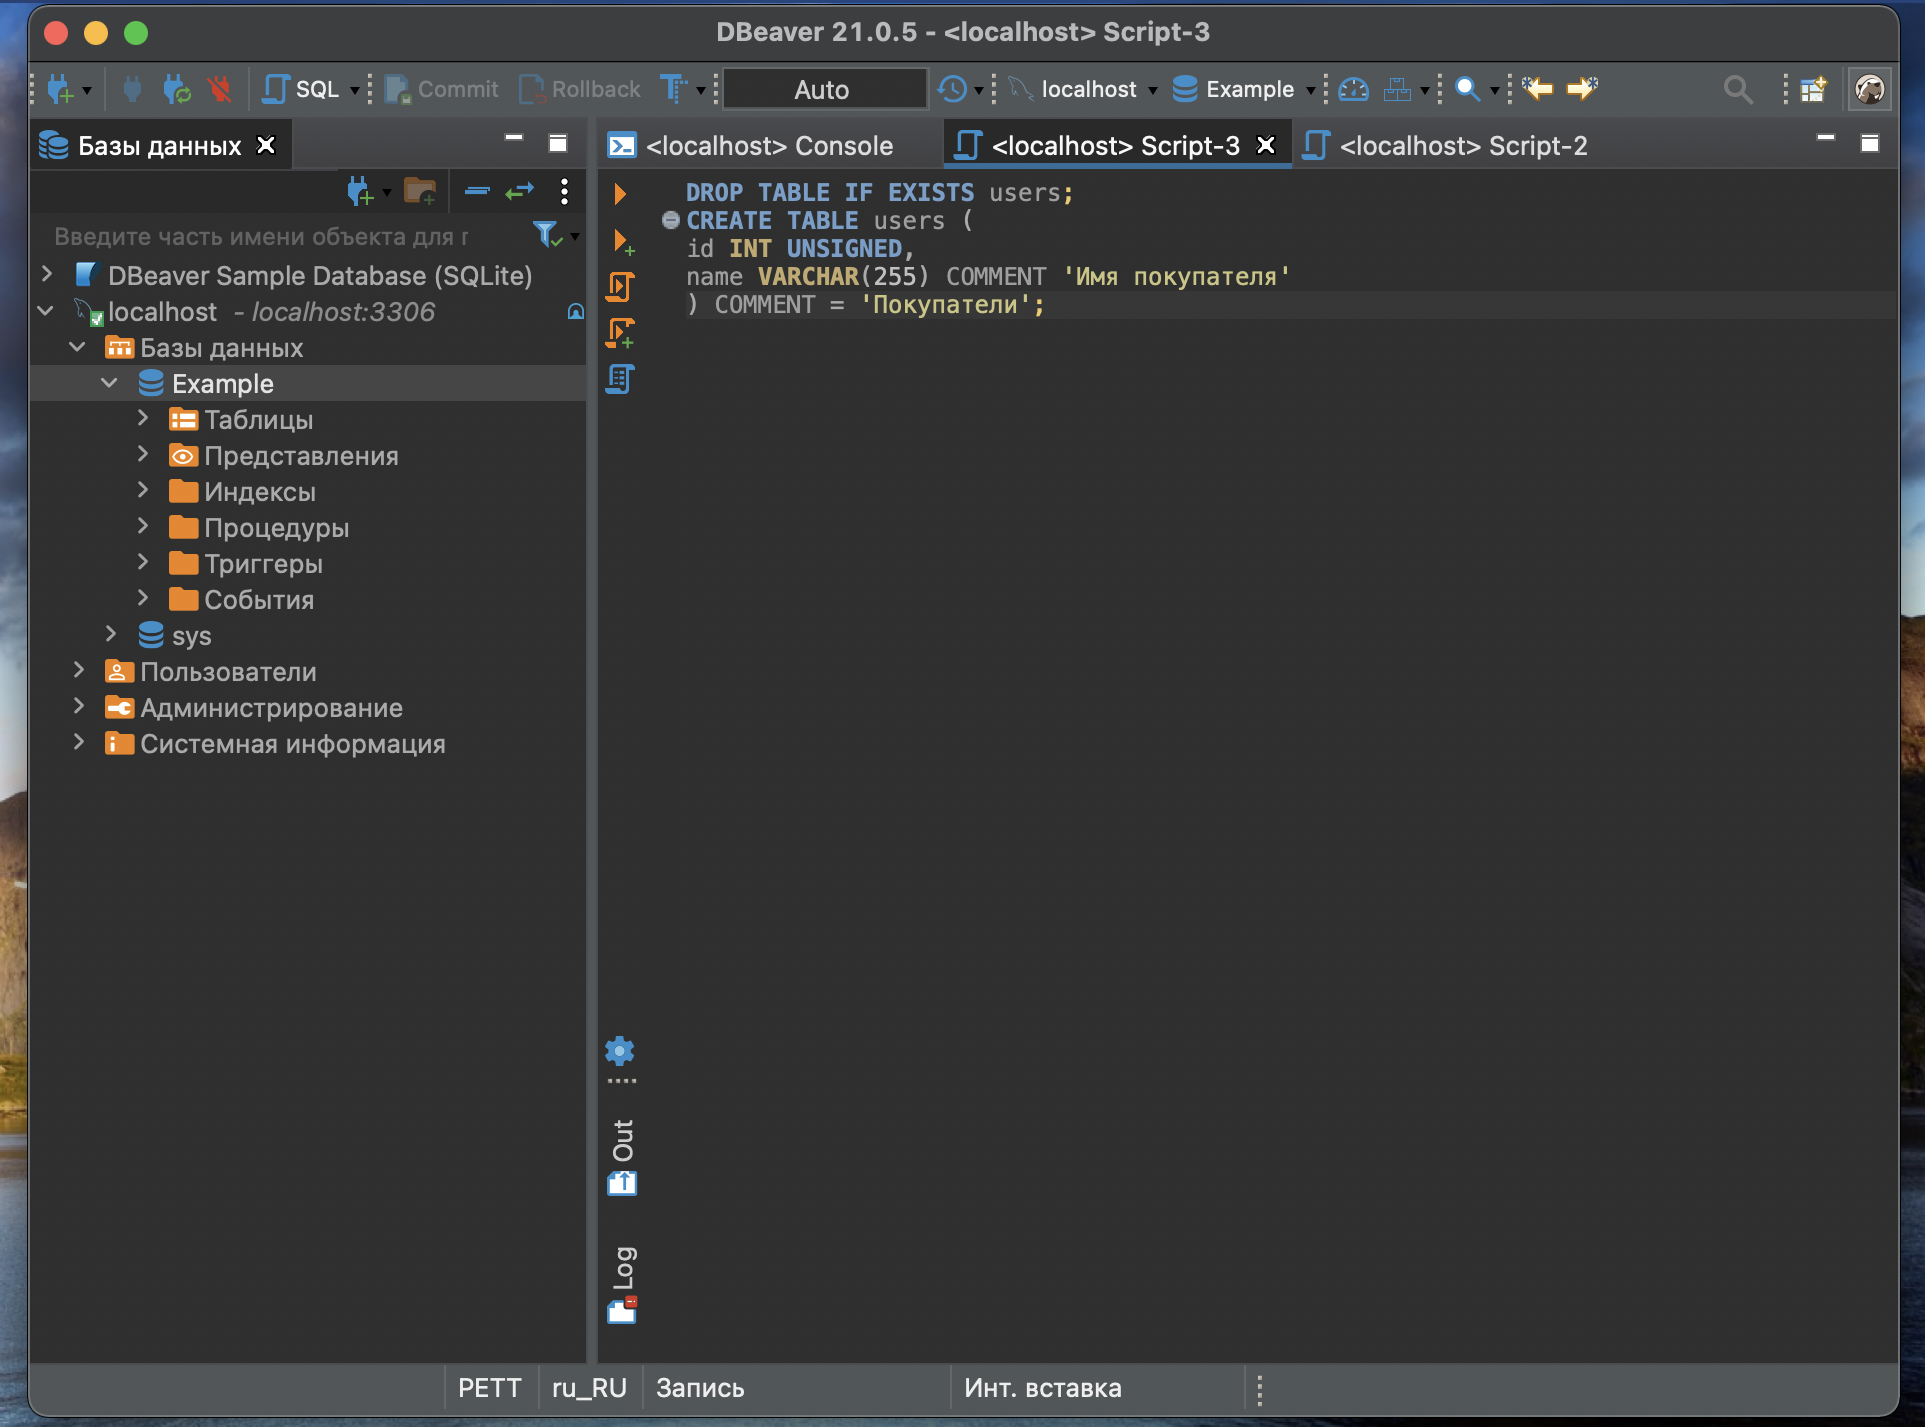 DBeaver 21.0.5 - <localhost> Script-3
SQL Commit Rollback Auto localhost Example
Базы данных
<localhost> Console <localhost> Script-3 <localhost> Script-2
Введите часть имени объекта для г
DBeaver Sample Database (SQLite)
localhost - localhost:3306
Базы данных
Example
Таблицы
Представления
Индексы
Процедуры
Триггеры
События
sys
Пользователи
Администрирование
Системная информация
DROP TABLE IF EXISTS users;
CREATE TABLE users (
id INT UNSIGNED,
name VARCHAR(255) COMMENT 'Имя покупателя'
) COMMENT = 'Покупатели';
Out
Log
PETT ru_RU Запись Инт. вставка